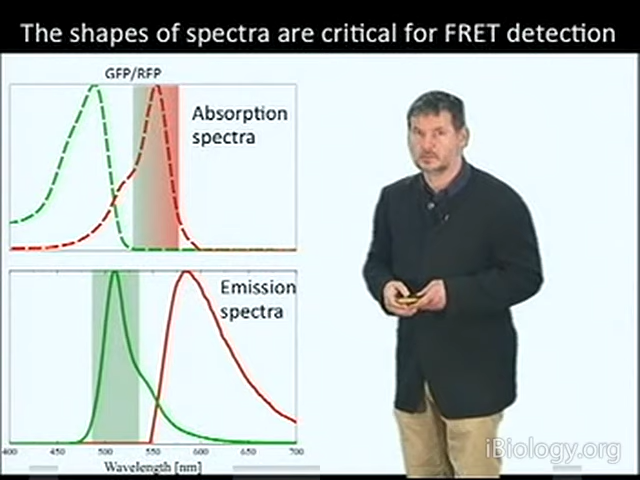 The shapes of spectra are critical for FRET detection
GFP/RFP
Absorption
spectra
Emission
spectra
400 450 500 550 600 650 700
Wavelength [nm]
iBiology.org